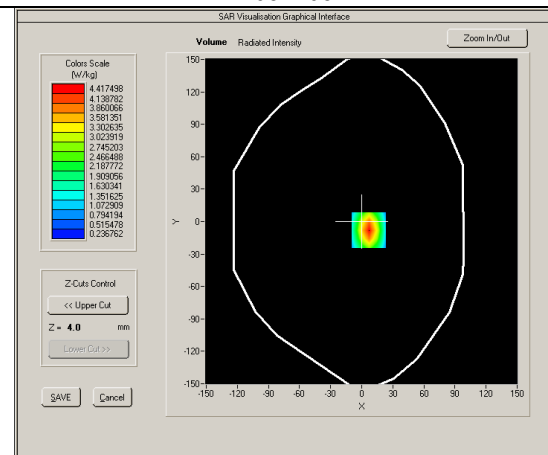 SAR Visualisation Graphical Interface
Volume Radiated Intensity
Zoom In/Out
Colors Scale
(W/kg)
4.417498
4.138782
3.860066
3.581351
3.302635
3.023919
2.745203
2.466488
2.187772
1.909056
1.630341
1.351625
1.072909
0.794194
0.515478
0.236762
Z-Cuts Control
<< Upper Cut
Z = 4.0 mm
Lower Cut >>
SAVE Cancel
150
120
90
60
30
0
-30
-60
-90
-120
-150
Y
-150 -120 -90 -60 -30 0 30 60 90 120 150
X